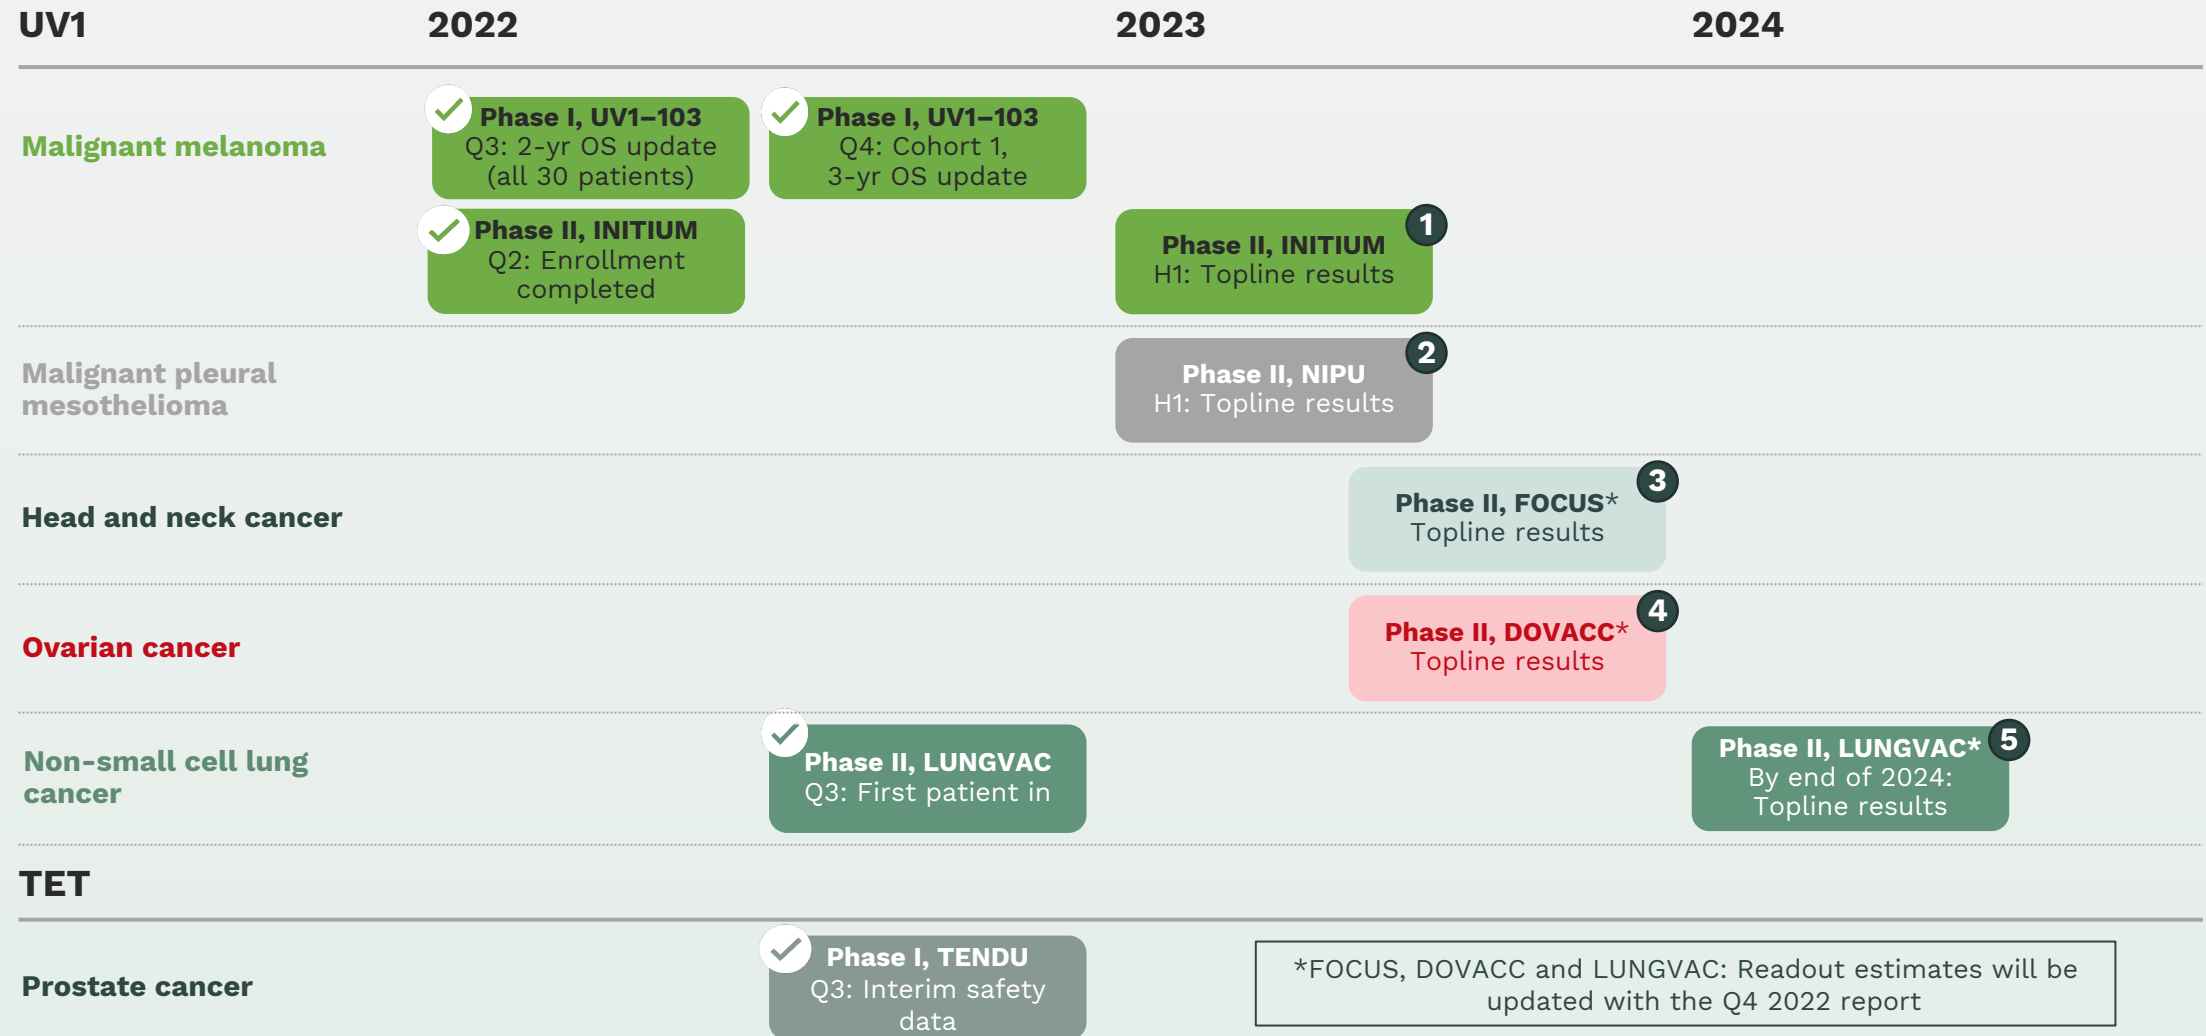 UV1
2022
2023
2024
Malignant melanoma
Phase I, UV1–103
Q3: 2-yr OS update
(all 30 patients)
Phase I, UV1–103
Q4: Cohort 1,
3-yr OS update
Phase II, INITIUM
Q2: Enrollment
completed
1
Phase II, INITIUM
H1: Topline results
Malignant pleural
mesothelioma
2
Phase II, NIPU
H1: Topline results
Head and neck cancer
3
Phase II, FOCUS*
Topline results
Ovarian cancer
4
Phase II, DOVACC*
Topline results
Non-small cell lung
cancer
Phase II, LUNGVAC
Q3: First patient in
5
Phase II, LUNGVAC*
By end of 2024:
Topline results
TET
Prostate cancer
Phase I, TENDU
Q3: Interim safety
data
*FOCUS, DOVACC and LUNGVAC: Readout estimates will be
updated with the Q4 2022 report